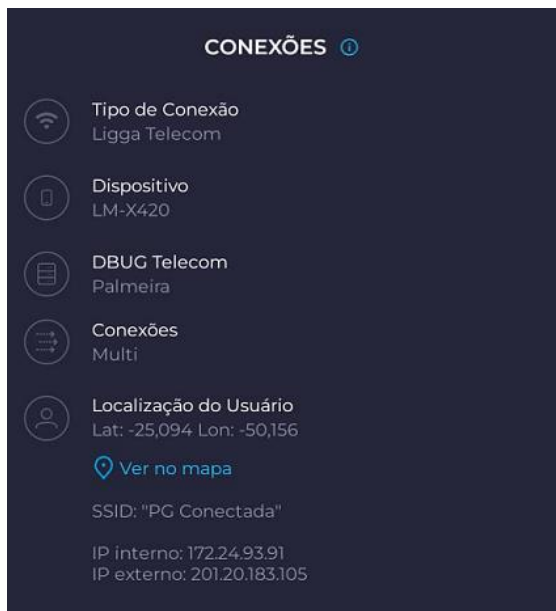 CONEXÕES
Tipo de Conexão
Ligga Telecom
Dispositivo
LM-X420
DBUG Telecom
Palmeira
Conexões
Multi
Localização do Usuário
Lat: -25,094 Lon: -50,156
Ver no mapa
SSID: "PG Conectada"
IP interno: 172.24.93.91
IP externo: 201.20.183.105